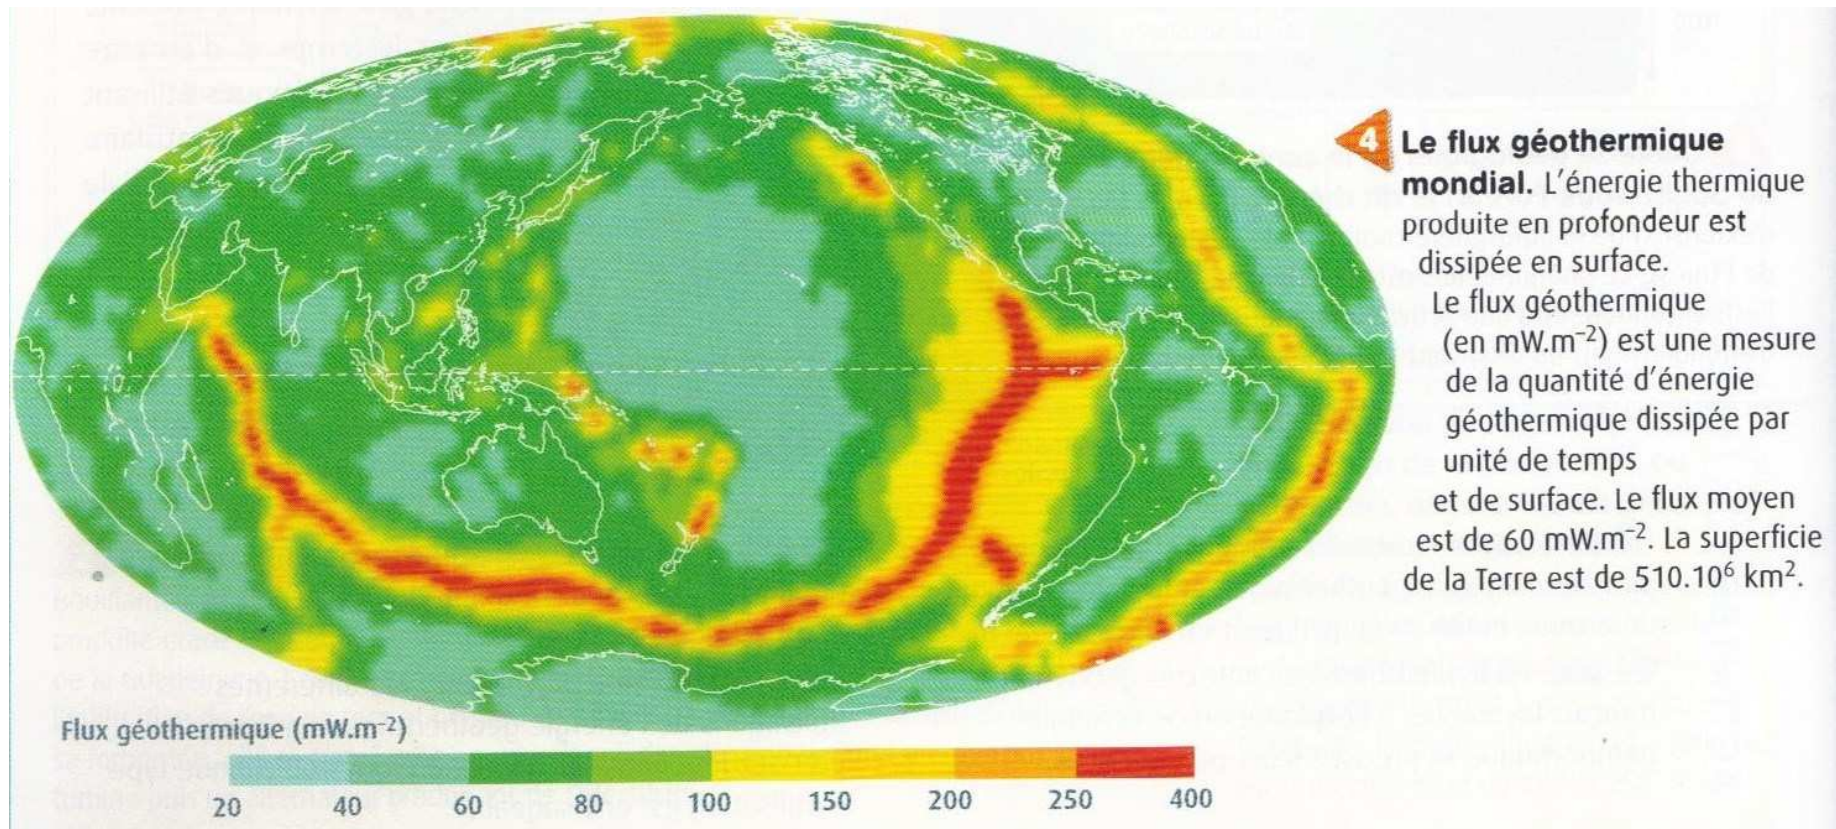 4
Le flux géothermique
mondial. L'énergie thermique
produite en profondeur est
dissipée en surface.
Le flux géothermique
(en mW.m⁻²) est une mesure
de la quantité d'énergie
géothermique dissipée par
unité de temps
et de surface. Le flux moyen
est de 60 mW.m⁻². La superficie
de la Terre est de 510.10⁶ km².
Flux géothermique (mW.m⁻²)
20 40 60 80 100 150 200 250 400